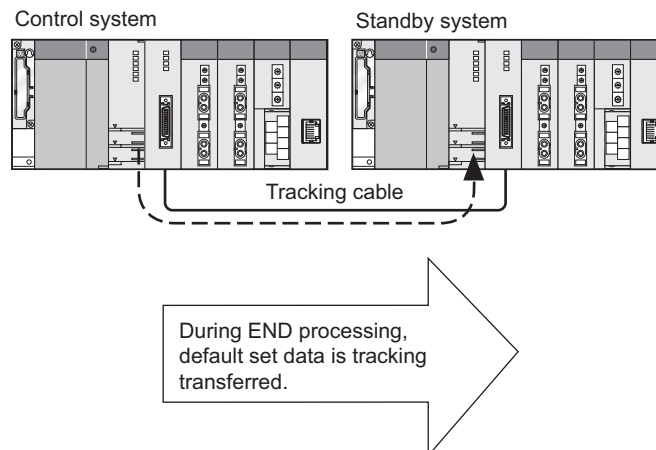 Control system
Standby system
Tracking cable
During END processing,
default set data is tracking
transferred.